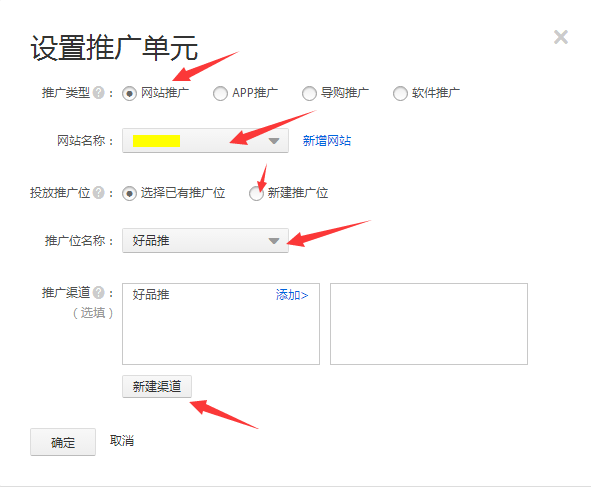 设置推广单元
推广类型 ? ： 网站推广 APP推广 导购推广 软件推广
网站名称： 新增网站
投放推广位 ? ： 选择已有推广位 新建推广位
推广位名称： 好品推
推广渠道 ? ： 好品推 添加>
（选填）
新建渠道
确定 取消